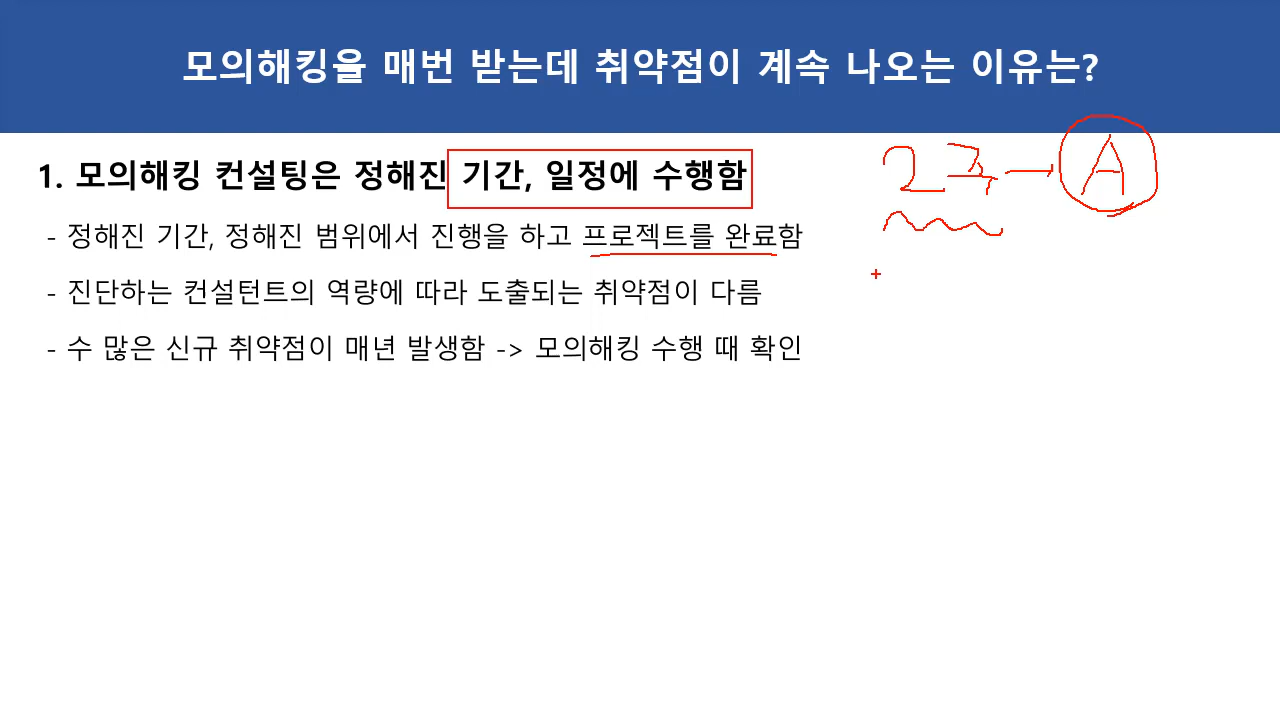 모의해킹을 매번 받는데 취약점이 계속 나오는 이유는?
1. 모의해킹 컨설팅은 정해진 기간, 일정에 수행함
2주 → A
- 정해진 기간, 정해진 범위에서 진행을 하고 프로젝트를 완료함
- 진단하는 컨설턴트의 역량에 따라 도출되는 취약점이 다름
- 수 많은 신규 취약점이 매년 발생함 -> 모의해킹 수행 때 확인